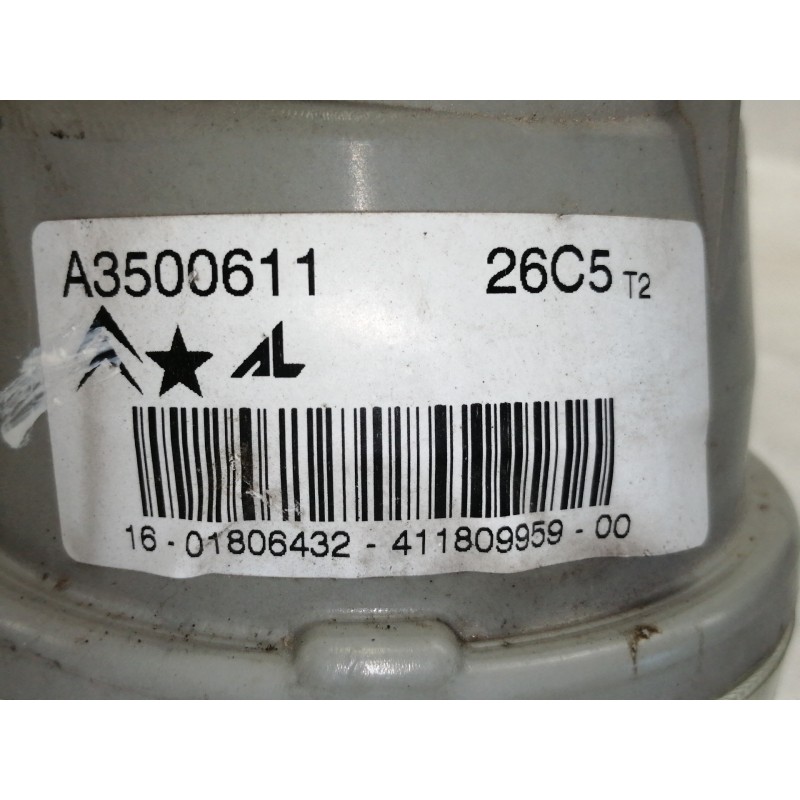 A3500611 26C5 T2
AL
16 - 01806432 - 411809959 - 00